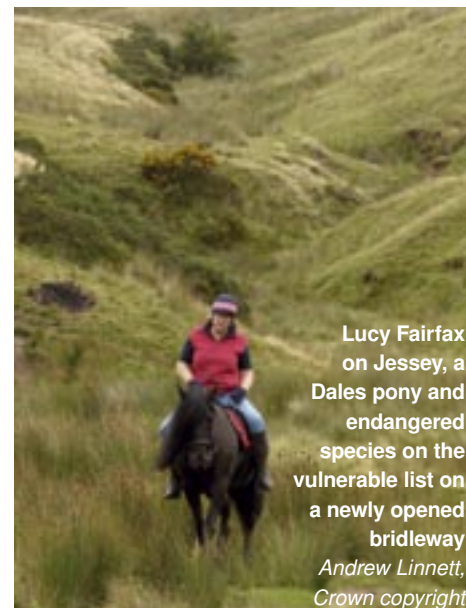 Lucy Fairfax
on Jessey, a
Dales pony and
endangered
species on the
vulnerable list on
a newly opened
bridleway
Andrew Linnett,
Crown copyright